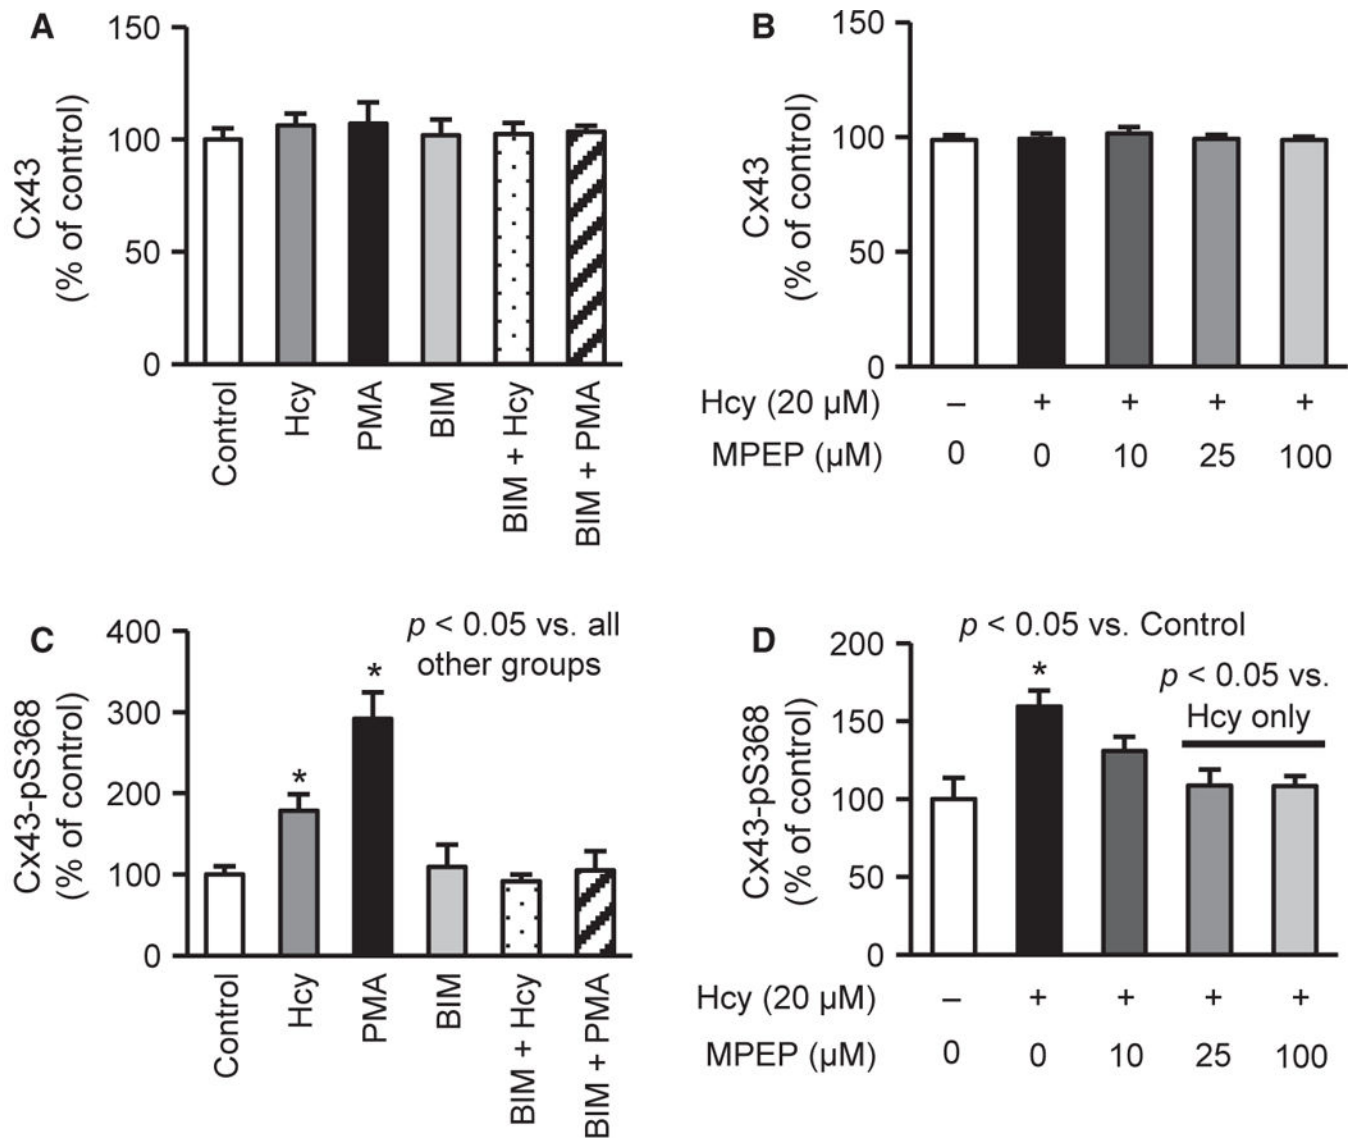 A
Cx43
(% of control)
150
100
50
0
Control
Hcy
PMA
BIM
BIM + Hcy
BIM + PMA
B
Cx43
(% of control)
150
100
50
0
Hcy (20 µM) – + + + +
MPEP (µM) 0 0 10 25 100
C
Cx43-pS368
(% of control)
400
300
200
100
0
p < 0.05 vs. all
other groups
*
*
Control
Hcy
PMA
BIM
BIM + Hcy
BIM + PMA
D
Cx43-pS368
(% of control)
200
150
100
50
0
p < 0.05 vs. Control
*
p < 0.05 vs.
Hcy only
Hcy (20 µM) – + + + +
MPEP (µM) 0 0 10 25 100